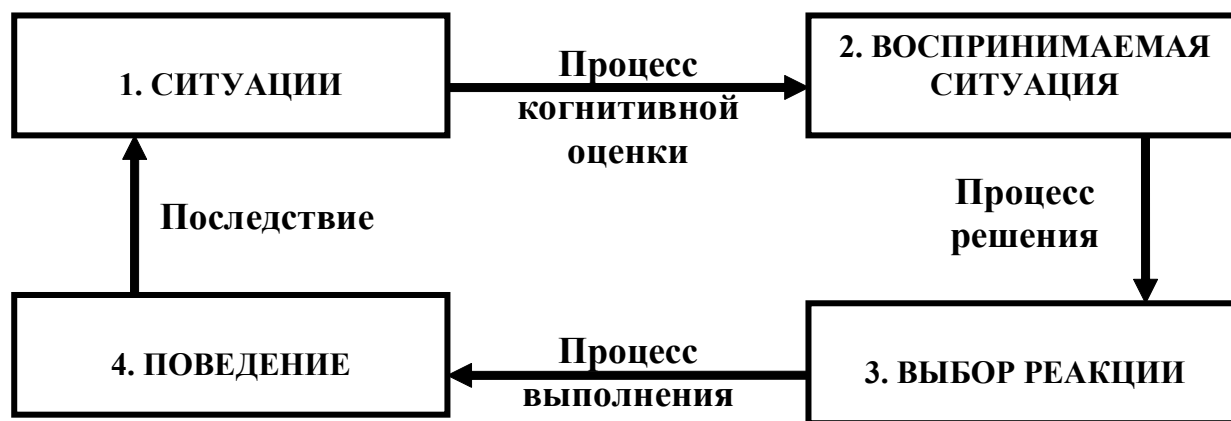 1. СИТУАЦИИ
Процесс
когнитивной
оценки
2. ВОСПРИНИМАЕМАЯ
СИТУАЦИЯ
Последствие
Процесс
решения
4. ПОВЕДЕНИЕ
Процесс
выполнения
3. ВЫБОР РЕАКЦИИ